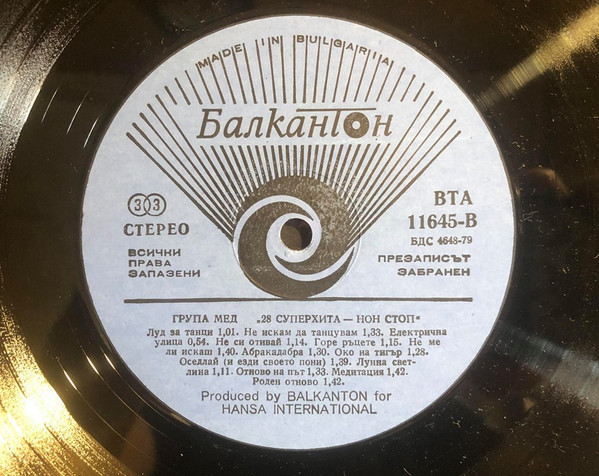 MADE IN BULGARIA
Балкантон
33
СТЕРЕО
ВСИЧКИ
ПРАВА
ЗАПАЗЕНИ
ВТА
11645-В
БДС 4648-79
ПРЕЗАПИСЪТ
ЗАБРАНЕН
ГРУПА МЕД „28 СУПЕРХИТА — НОН СТОП"
Луд за танци 1,01. Не искам да танцувам 1,33. Електрична
улица 0,54. Не си отивай 1,14. Горе ръцете 1,15. Не ме
ли искаш 1,40. Абракадабра 1,30. Око на тигър 1,28.
Оседлай (и езди своето пони) 1,39. Лунна свет-
лина 1,11. Отново на път 1,33. Медитация 1,42.
Роден отново 1,42.
Produced by BALKANTON for
HANSA INTERNATIONAL